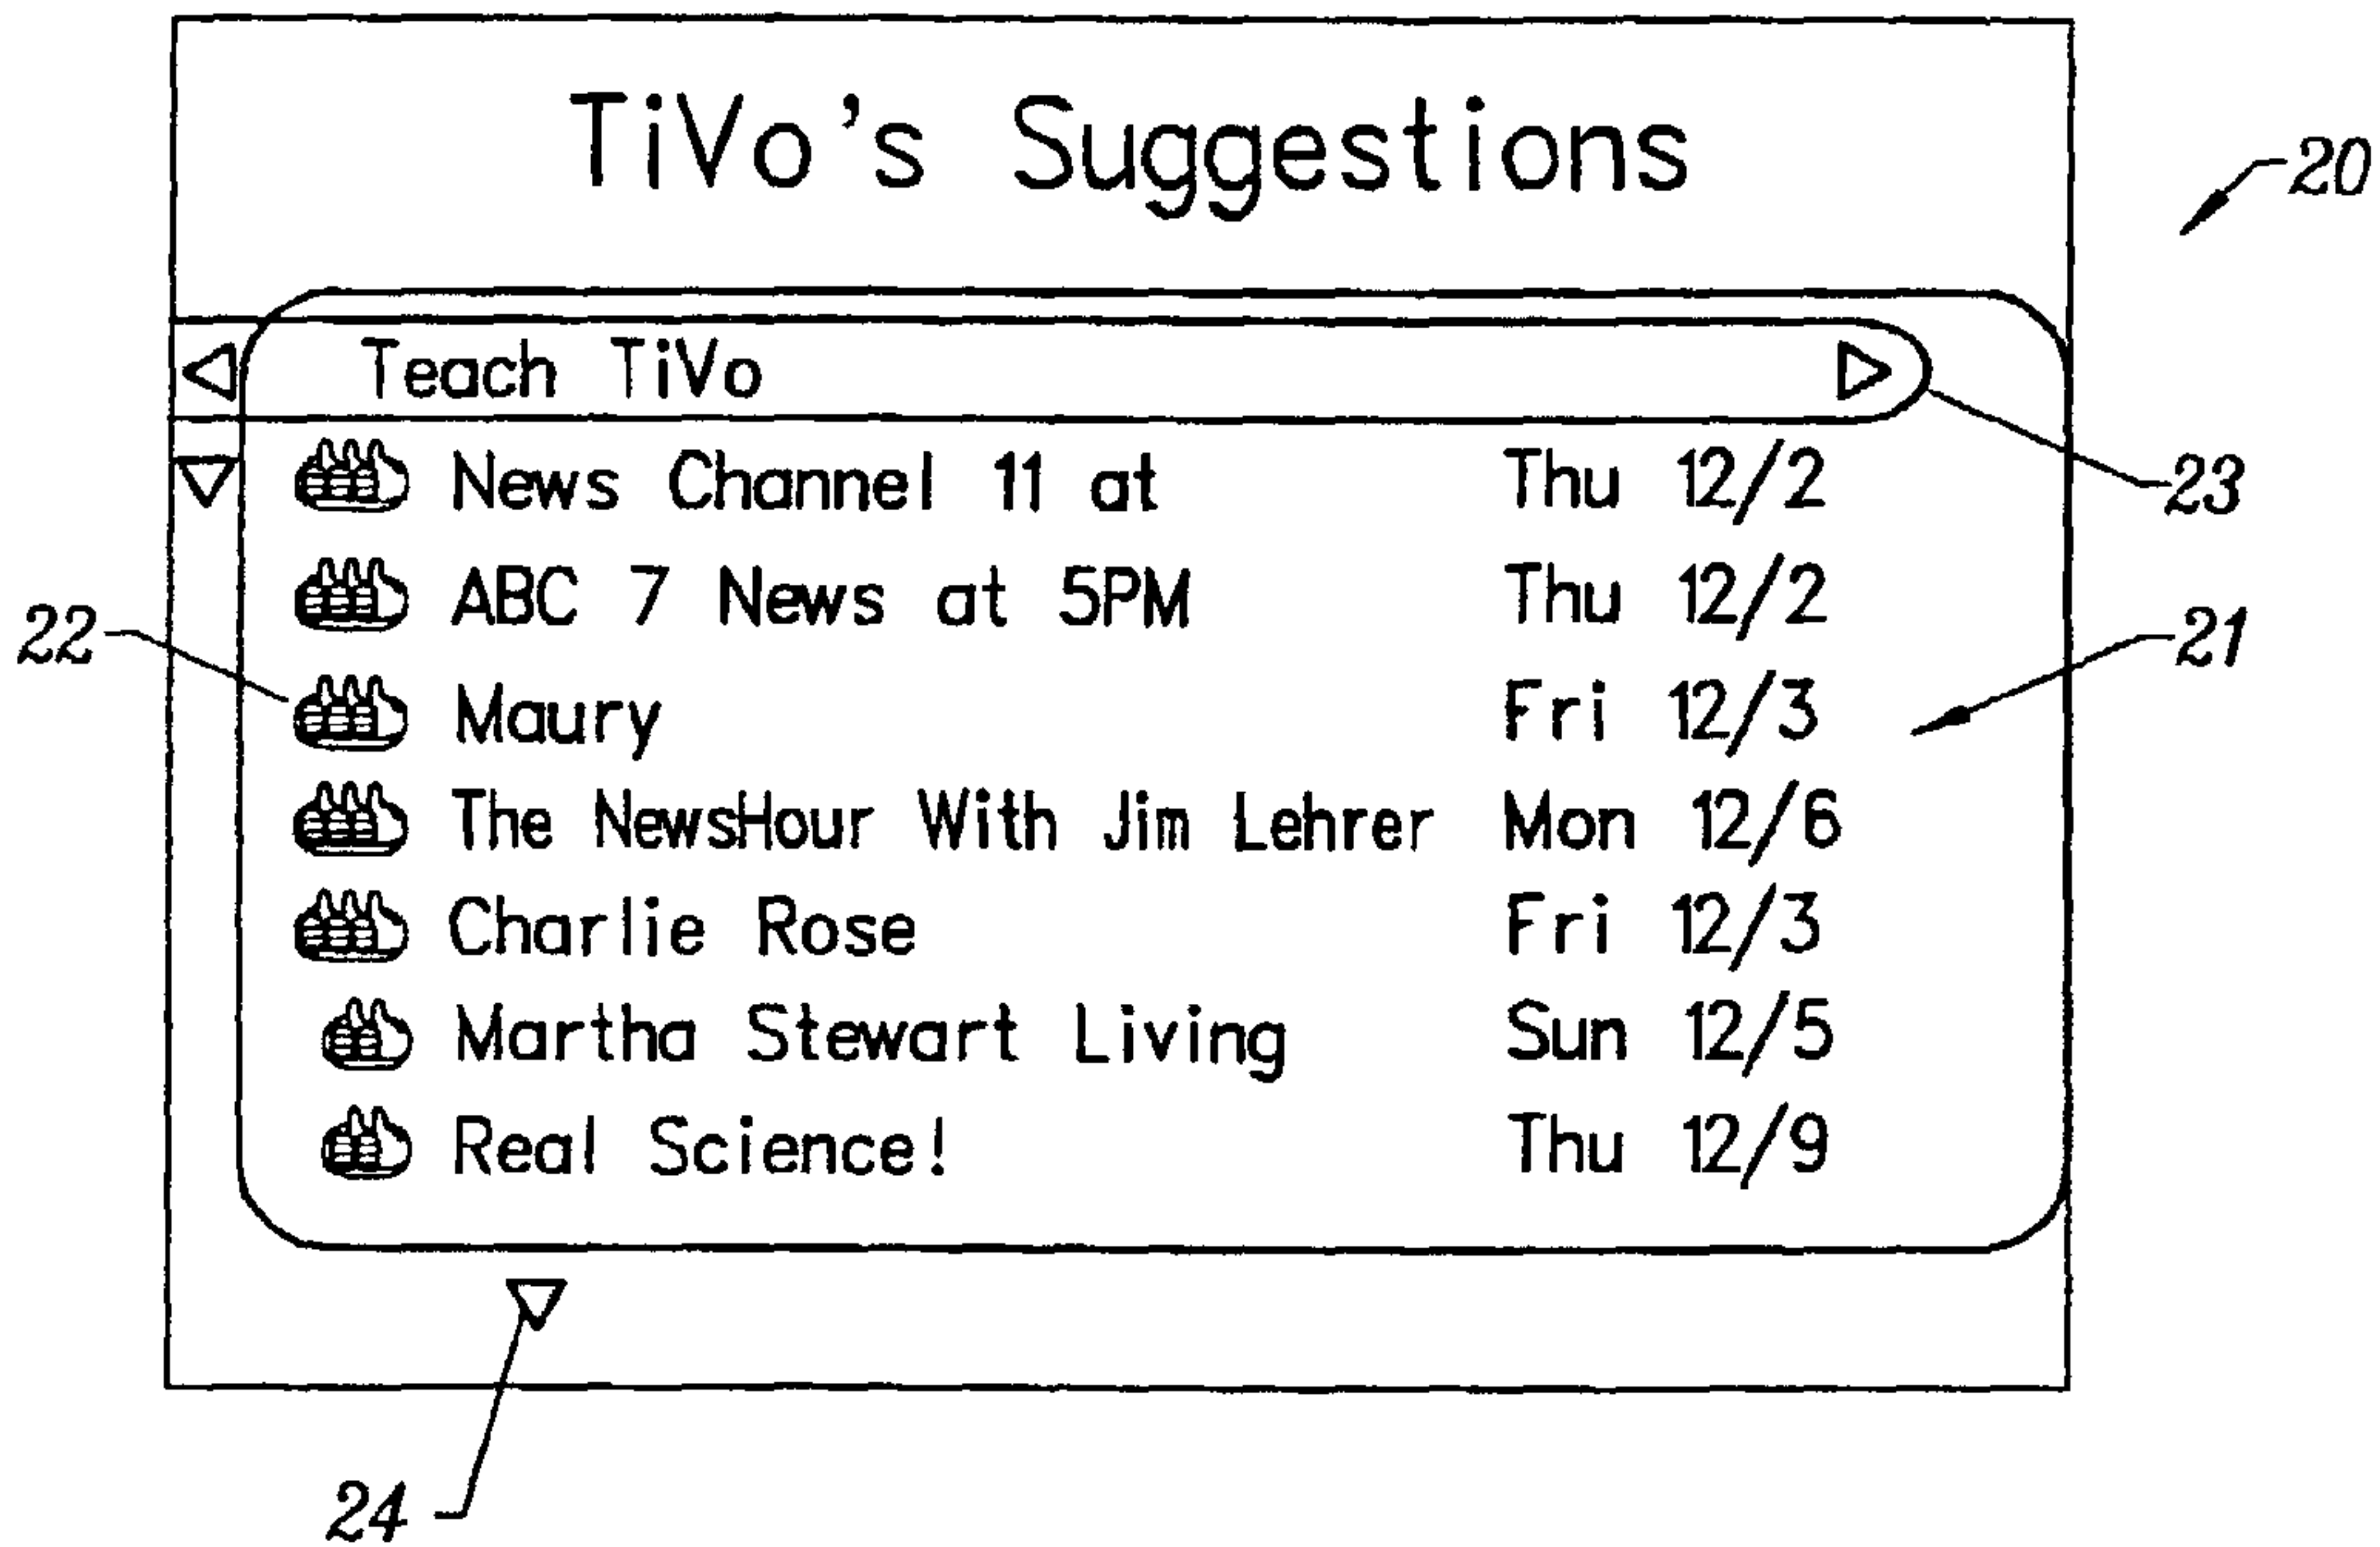 TiVo's Suggestions
20
Teach TiVo
News Channel 11 at Thu 12/2
23
ABC 7 News at 5PM Thu 12/2
22
21
Maury Fri 12/3
The NewsHour With Jim Lehrer Mon 12/6
Charlie Rose Fri 12/3
Martha Stewart Living Sun 12/5
Real Science! Thu 12/9
24